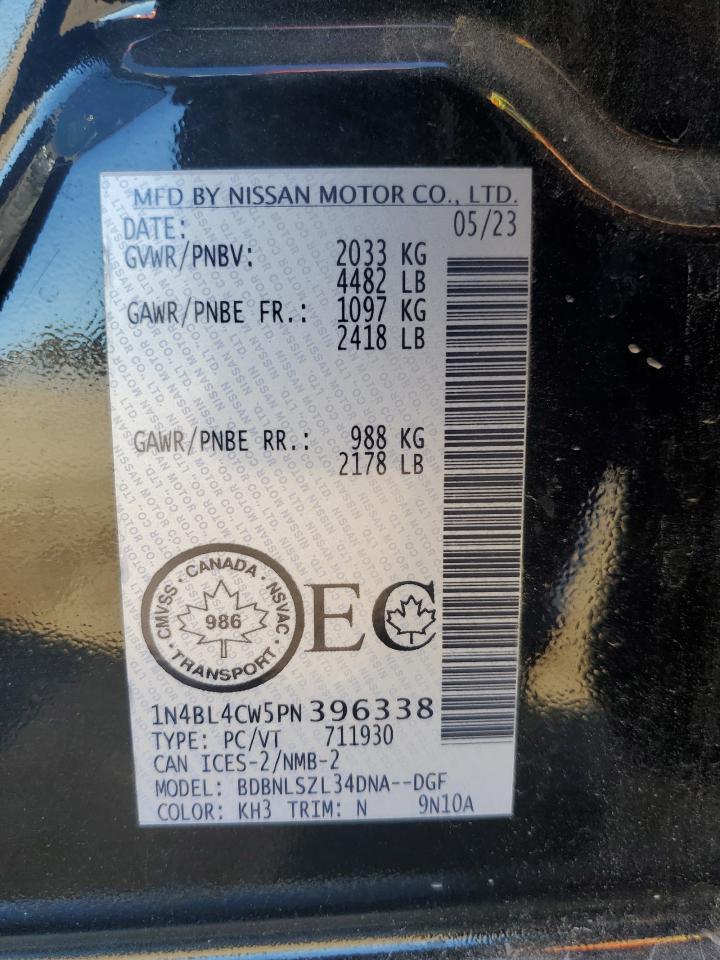 MFD BY NISSAN MOTOR CO., LTD.
DATE: 05/23
GVWR/PNBV: 2033 KG
4482 LB
GAWR/PNBE FR.: 1097 KG
2418 LB
GAWR/PNBE RR.: 988 KG
2178 LB
CMVSS · CANADA · NSVAC · TRANSPORT ·
986
EC
1N4BL4CW5PN396338
TYPE: PC/VT 711930
CAN ICES-2/NMB-2
MODEL: BDBNLSZL34DNA--DGF
COLOR: KH3 TRIM: N 9N10A